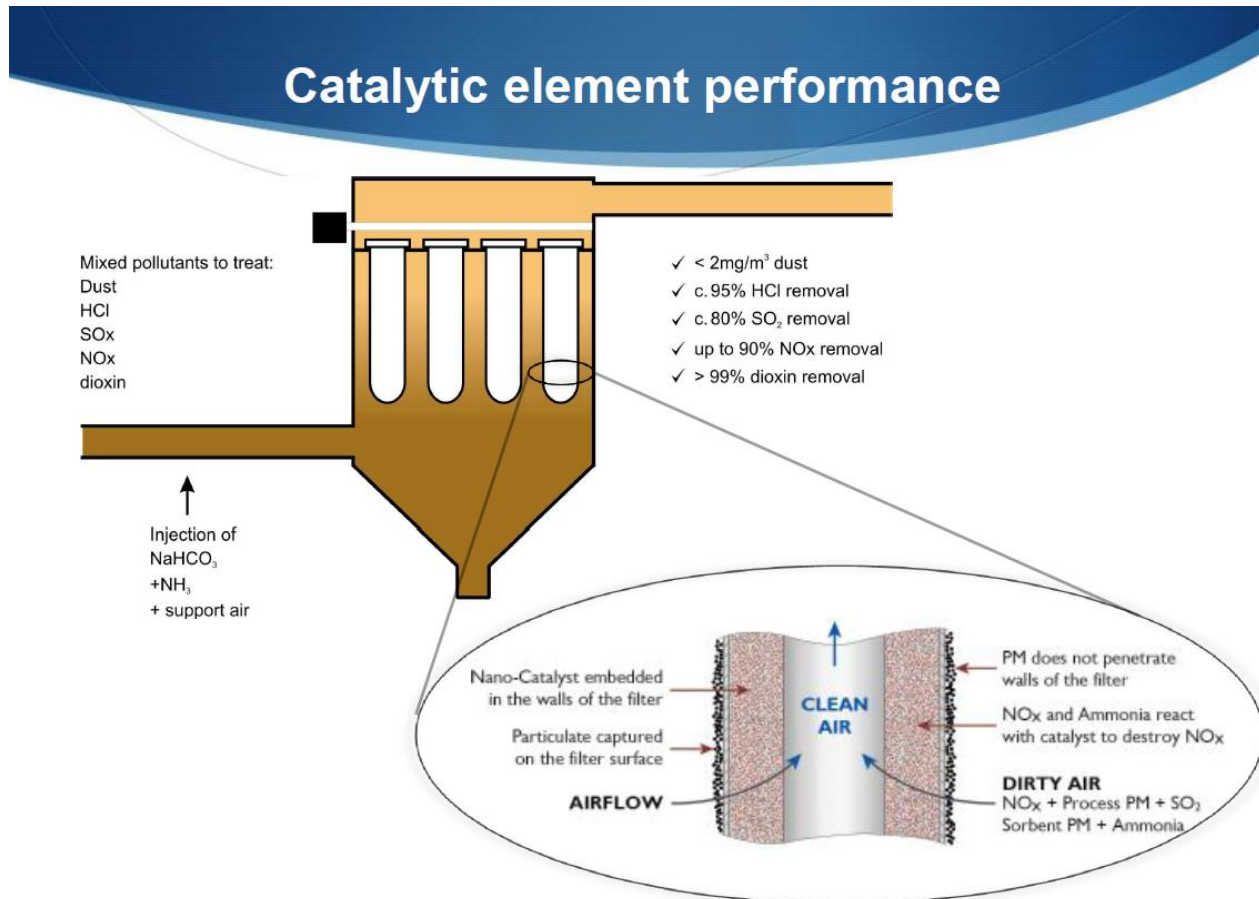 Catalytic element performance
Mixed pollutants to treat:
Dust
HCl
SOx
NOx
dioxin
✓ < 2mg/m³ dust
✓ c.95% HCl removal
✓ c.80% SO₂ removal
✓ up to 90% NOx removal
✓ > 99% dioxin removal
Injection of
NaHCO₃
+NH₃
+ support air
Nano-Catalyst embedded
in the walls of the filter
Particulate captured
on the filter surface
AIRFLOW
CLEAN
AIR
PM does not penetrate
walls of the filter
NOx and Ammonia react
with catalyst to destroy NOx
DIRTY AIR
NOx + Process PM + SO₂
Sorbent PM + Ammonia